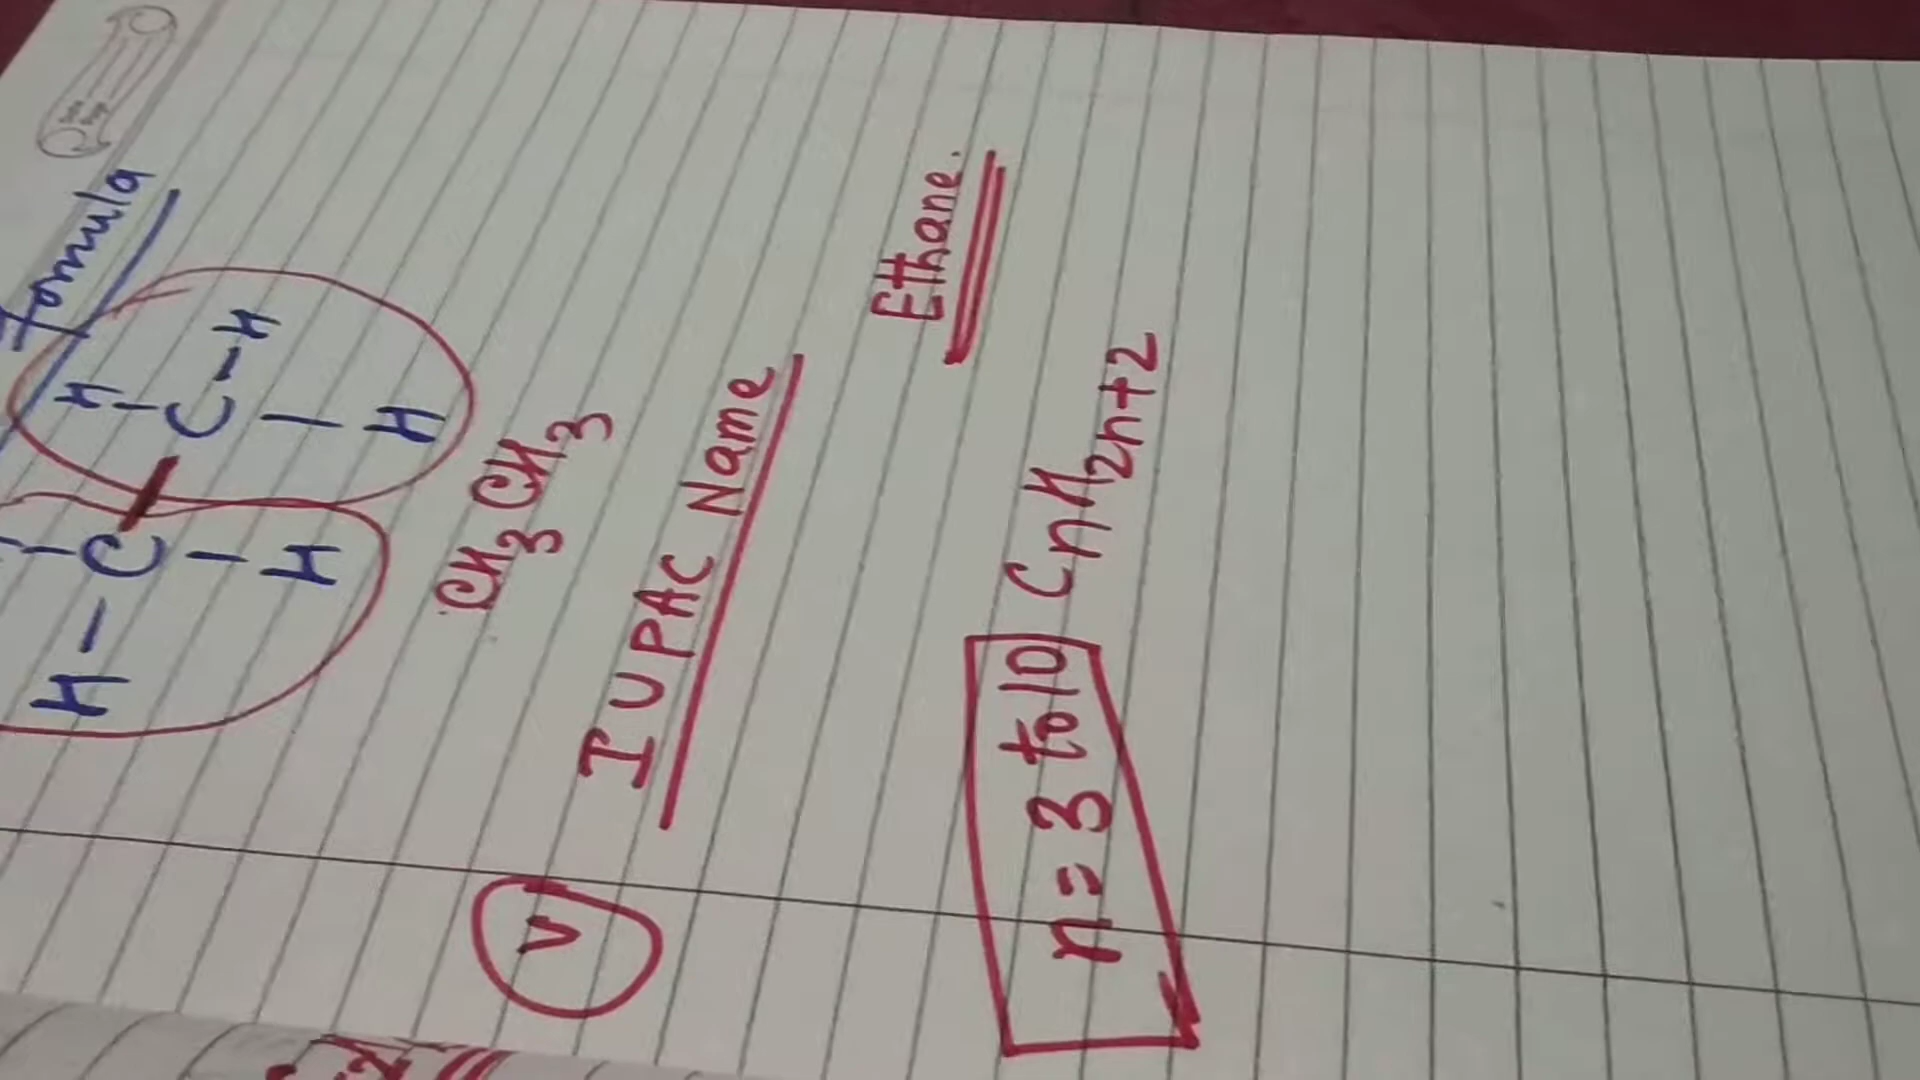 Formula
H H
H - C - C - H
H H
CH3CH3
V IUPAC Name
Ethane.
n = 3 to 10 CnH2n+2